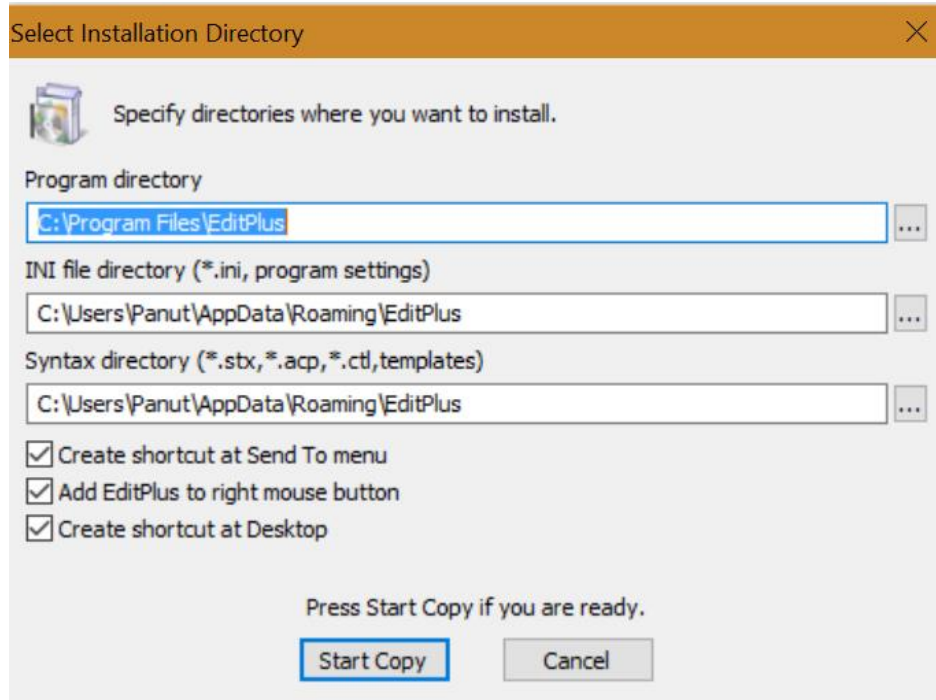 Select Installation Directory
Specify directories where you want to install.
Program directory
C:\Program Files\EditPlus
...
INI file directory (*.ini, program settings)
C:\Users\Panut\AppData\Roaming\EditPlus
...
Syntax directory (*.stx,*.acp,*.ctl,templates)
C:\Users\Panut\AppData\Roaming\EditPlus
...
Create shortcut at Send To menu
Add EditPlus to right mouse button
Create shortcut at Desktop
Press Start Copy if you are ready.
Start Copy
Cancel